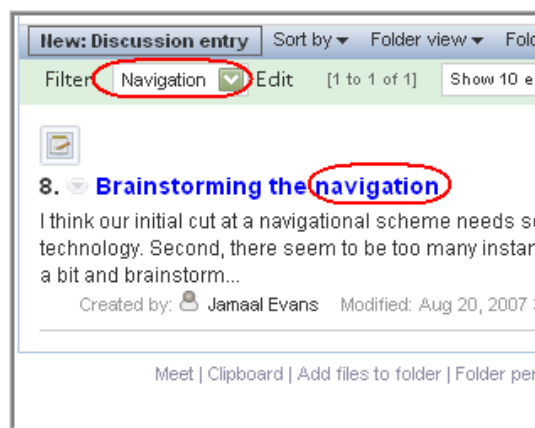 New: Discussion entry Sort by Folder view
Filter Navigation Edit [1 to 1 of 1] Show 10
8. Brainstorming the navigation
I think our initial cut at a navigational scheme needs
technology. Second, there seem to be too many
a bit and brainstorm...
Created by: Jamaal Evans Modified: Aug 20, 2007
Meet | Clipboard | Add files to folder | Folder